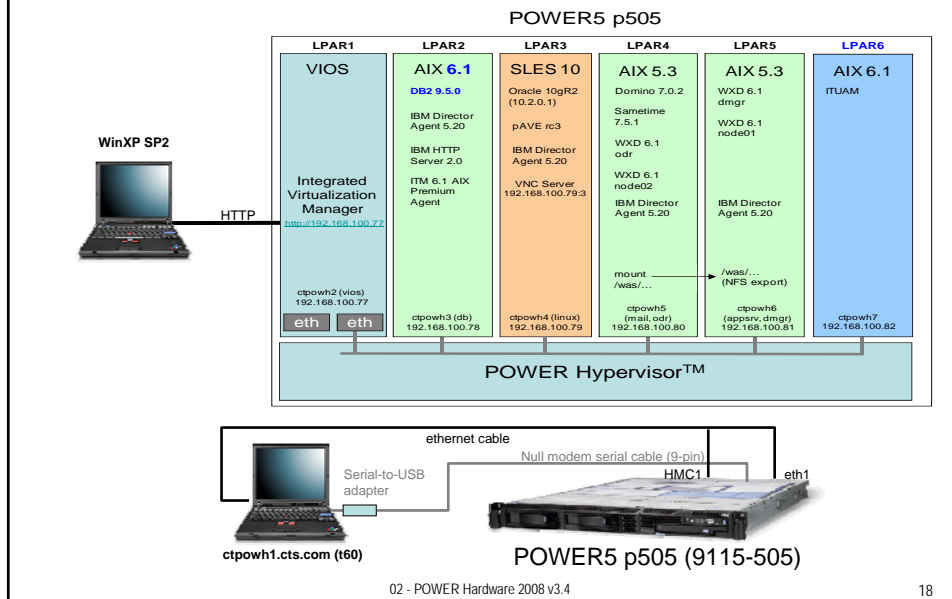 POWER5 p505
LPAR1
LPAR2
LPAR3
LPAR4
LPAR5
LPAR6
VIOS
Integrated
Virtualization
Manager
http://192.168.100.77
ctpowh2 (vios)
192.168.100.77
eth
eth
AIX 6.1
DB2 9.5.0
IBM Director
Agent 5.20
IBM HTTP
Server 2.0
ITM 6.1 AIX
Premium
Agent
ctpowh3 (db)
192.168.100.78
SLES 10
Oracle 10gR2
(10.2.0.1)
pAVE rc3
IBM Director
Agent 5.20
VNC Server
192.168.100.79:3
ctpowh4 (linux)
192.168.100.79
AIX 5.3
Domino 7.0.2
Sametime
7.5.1
WXD 6.1
odr
WXD 6.1
node02
IBM Director
Agent 5.20
mount
/was/...
ctpowh5
(mail,odr)
192.168.100.80
AIX 5.3
WXD 6.1
dmgr
WXD 6.1
node01
IBM Director
Agent 5.20
/was/...
(NFS export)
ctpowh6
(appsrv, dmgr)
192.168.100.81
AIX 6.1
ITUAM
ctpowh7
192.168.100.82
WinXP SP2
HTTP
POWER Hypervisor™
ethernet cable
Null modem serial cable (9-pin)
Serial-to-USB
adapter
HMC1
eth1
ctpowh1.cts.com (t60)
POWER5 p505 (9115-505)
02 - POWER Hardware 2008 v3.4
18